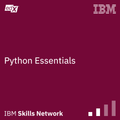 edX
IBM
Python Essentials
IBM Skills Network